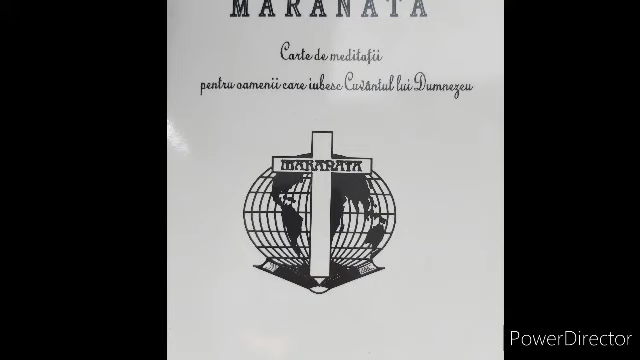 MARANATA
Carte de meditații
pentru oamenii care iubesc Cuvântul lui Dumnezeu
MARANATA
PowerDirector